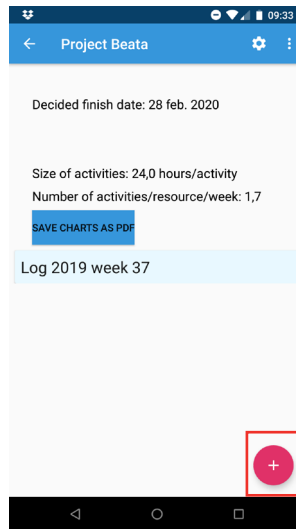 09:33
Project Beata
Decided finish date: 28 feb. 2020
Size of activities: 24,0 hours/activity
Number of activities/resource/week: 1,7
SAVE CHARTS AS PDF
Log 2019 week 37
+